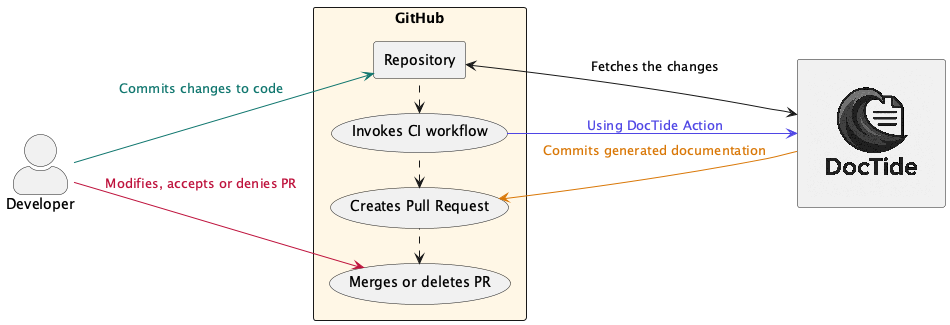 GitHub
Repository
Fetches the changes
Commits changes to code
Invokes CI workflow
Using DocTide Action
Commits generated documentation
DocTide
Modifies, accepts or denies PR
Developer
Creates Pull Request
Merges or deletes PR